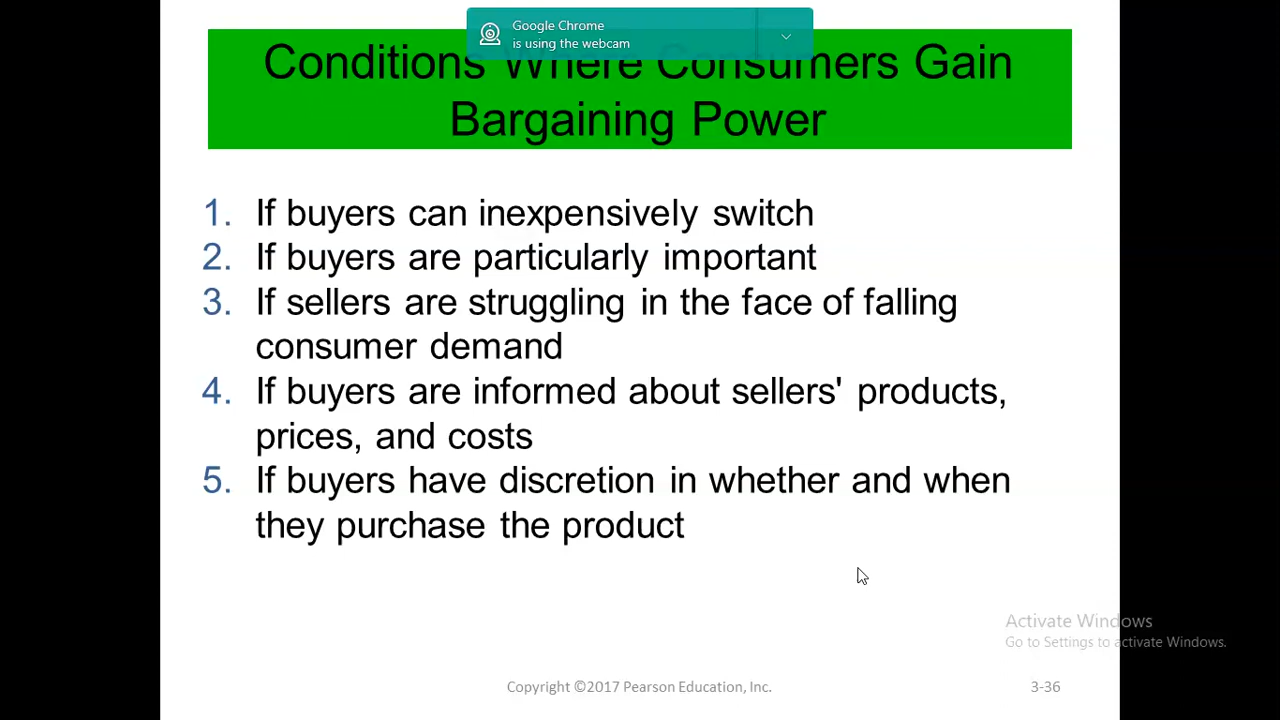 Google Chrome
is using the webcam
Conditions Where Consumers Gain
Bargaining Power
1. If buyers can inexpensively switch
2. If buyers are particularly important
3. If sellers are struggling in the face of falling
consumer demand
4. If buyers are informed about sellers' products,
prices, and costs
5. If buyers have discretion in whether and when
they purchase the product
Activate Windows
Go to Settings to activate Windows.
Copyright ©2017 Pearson Education, Inc.
3-36